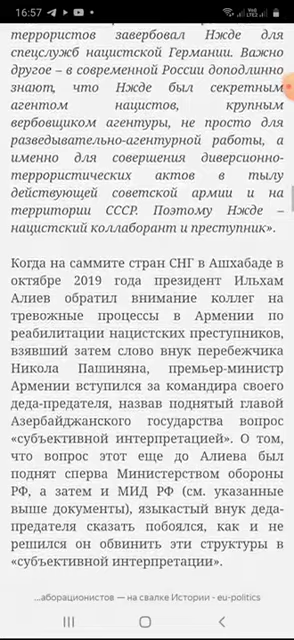 16:57
террористов завербовал Нжде для
спецслужб нацистской Германии. Важно
другое – в современной России доподлинно
знают, что Нжде был секретным
агентом нацистов, крупным
вербовщиком агентуры, не просто для
разведывательно-агентурной работы, а
именно для совершения диверсионно-
террористических актов в тылу
действующей советской армии и на
территории СССР. Поэтому Нжде –
нацистский коллаборант и преступник».
Когда на саммите стран СНГ в Ашхабаде в
октябре 2019 года президент Ильхам
Алиев обратил внимание коллег на
тревожные процессы в Армении по
реабилитации нацистских преступников,
взявший затем слово внук перебежчика
Никола Пашиняна, премьер-министр
Армении вступился за командира своего
деда-предателя, назвав поднятый главой
Азербайджанского государства вопрос
«субъективной интерпретацией». О том,
что вопрос этот еще до Алиева был
поднят сперва Министерством обороны
РФ, а затем и МИД РФ (см. указанные
выше документы), языкастый внук деда-
предателя сказать побоялся, как и не
решился он обвинить эти структуры в
«субъективной интерпретации».
...аборационистов — на свалке Истории - eu-politics